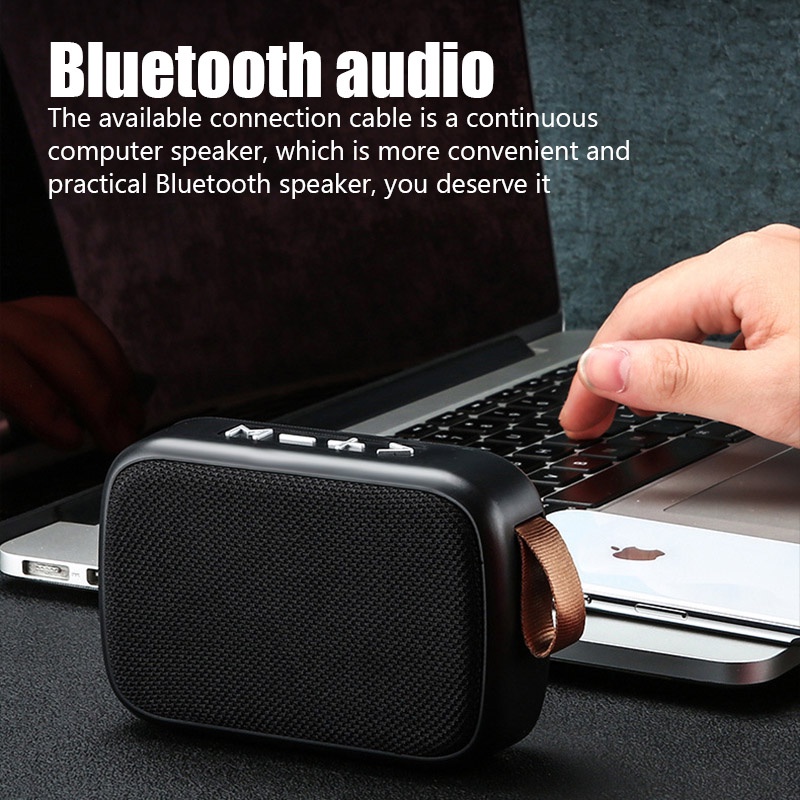 Bluetooth audio
The available connection cable is a continuous
computer speaker, which is more convenient and
practical Bluetooth speaker, you deserve it